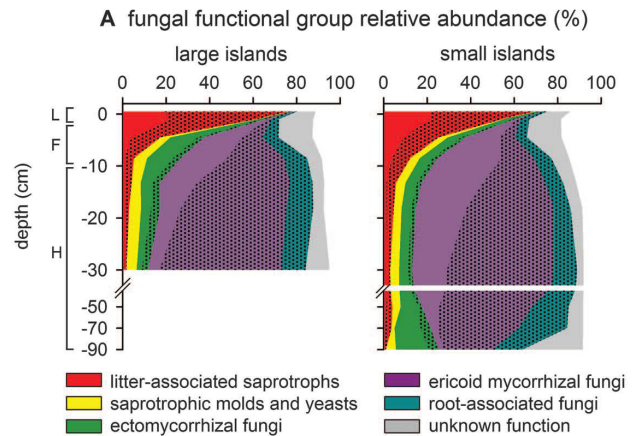 A fungal functional group relative abundance (%)
large islands
small islands
0 20 40 60 80 100
0 20 40 60 80 100
depth (cm)
L
F
H
0
-10
-20
-30
-50
-70
-90
litter-associated saprotrophs
saprotrophic molds and yeasts
ectomycorrhizal fungi
ericoid mycorrhizal fungi
root-associated fungi
unknown function